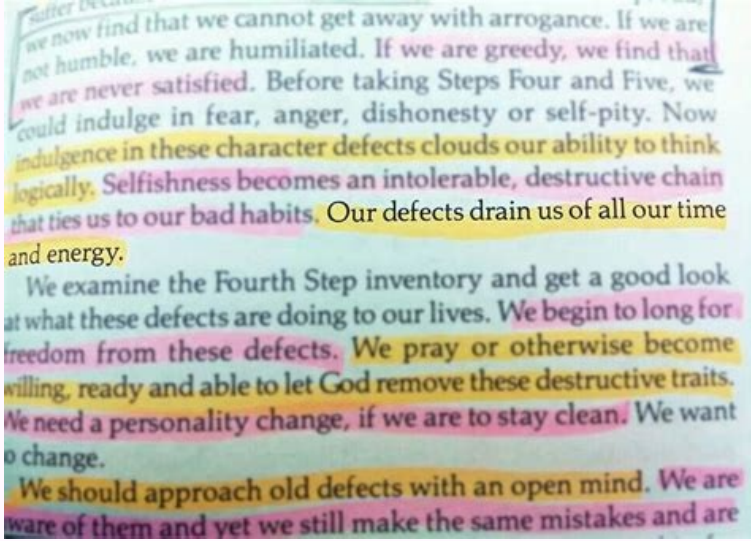 suffer
we now find that we cannot get away with arrogance. If we are
not humble, we are humiliated. If we are greedy, we find that
we are never satisfied. Before taking Steps Four and Five, we
could indulge in fear, anger, dishonesty or self-pity. Now
indulgence in these character defects clouds our ability to think
logically. Selfishness becomes an intolerable, destructive chain
that ties us to our bad habits. Our defects drain us of all our time
and energy.
We examine the Fourth Step inventory and get a good look
at what these defects are doing to our lives. We begin to long for
freedom from these defects. We pray or otherwise become
willing, ready and able to let God remove these destructive traits.
We need a personality change, if we are to stay clean. We want
o change.
We should approach old defects with an open mind. We are
ware of them and yet we still make the same mistakes and are